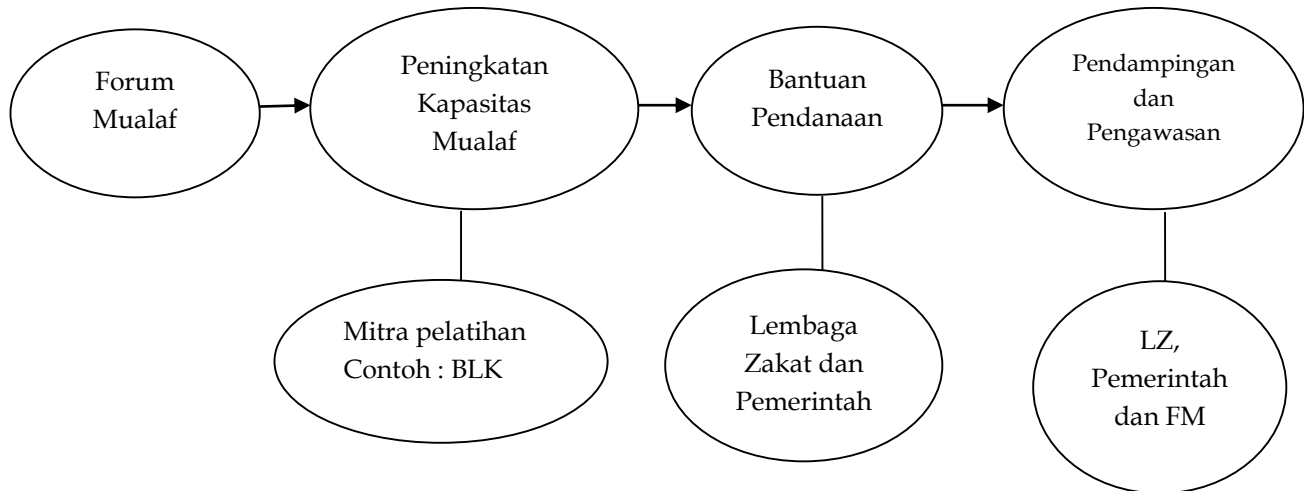 Forum
Mualaf
Peningkatan
Kapasitas
Mualaf
Bantuan
Pendanaan
Pendampingan
dan
Pengawasan
Mitra pelatihan
Contoh : BLK
Lembaga
Zakat dan
Pemerintah
LZ,
Pemerintah
dan FM